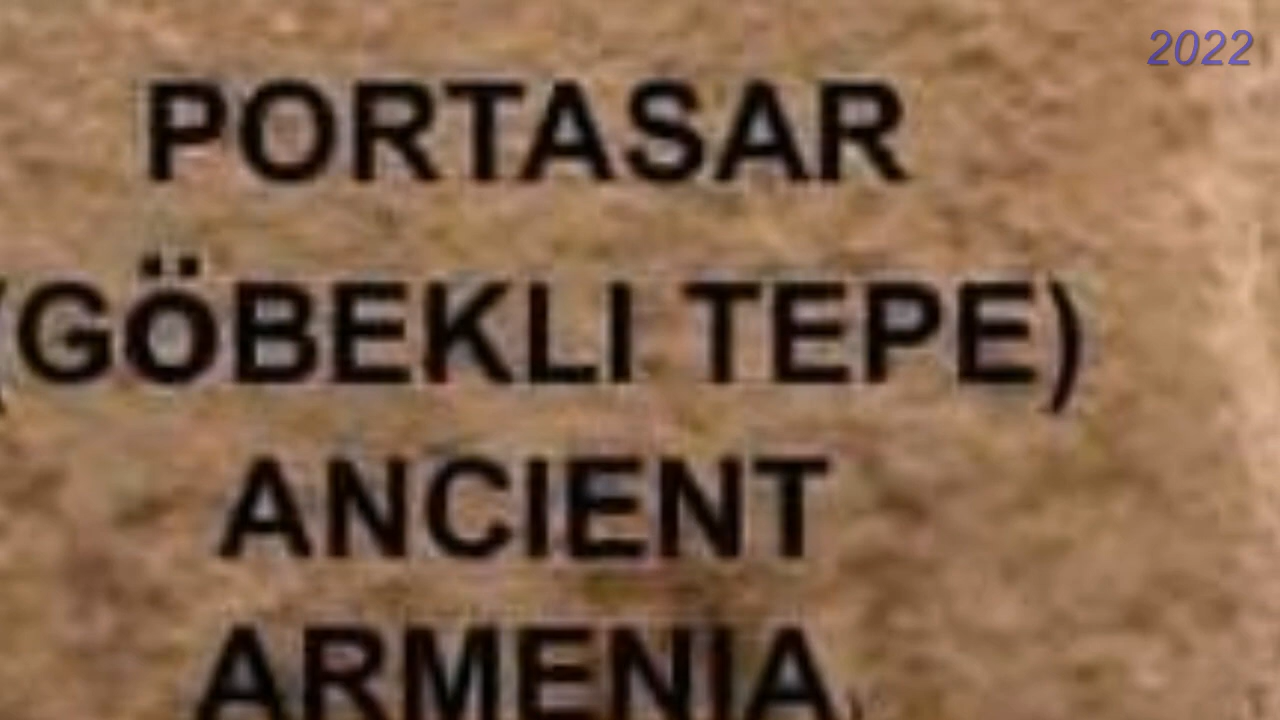 2022
PORTASAR
(GÖBEKLI TEPE)
ANCIENT
ARMENIA,